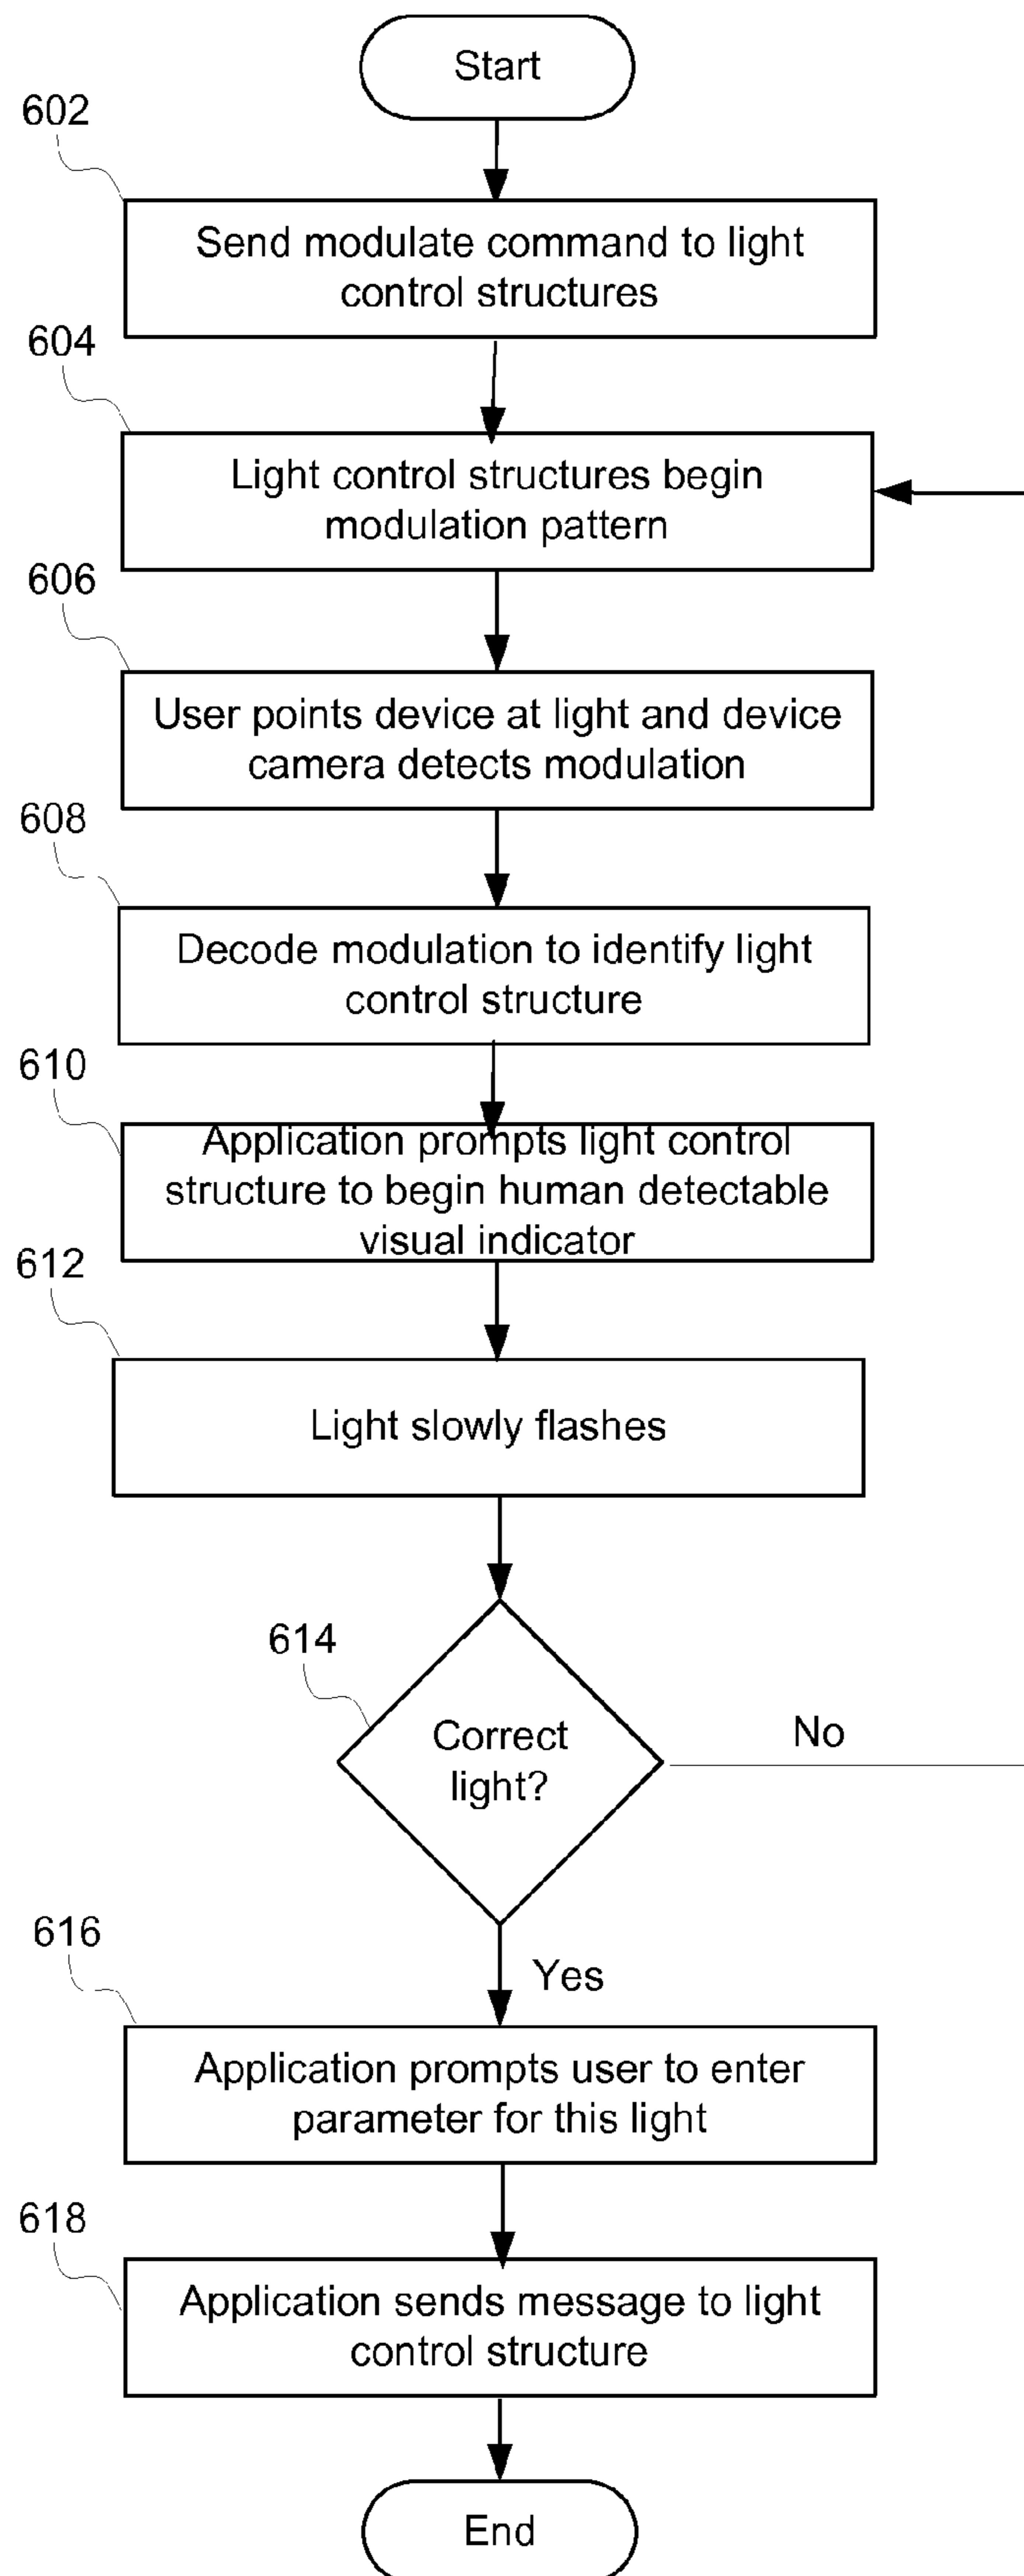 Start
602
Send modulate command to light
control structures
604
Light control structures begin
modulation pattern
606
User points device at light and device
camera detects modulation
608
Decode modulation to identify light
control structure
610
Application prompts light control
structure to begin human detectable
visual indicator
612
Light slowly flashes
614
Correct
light?
No
Yes
616
Application prompts user to enter
parameter for this light
618
Application sends message to light
control structure
End